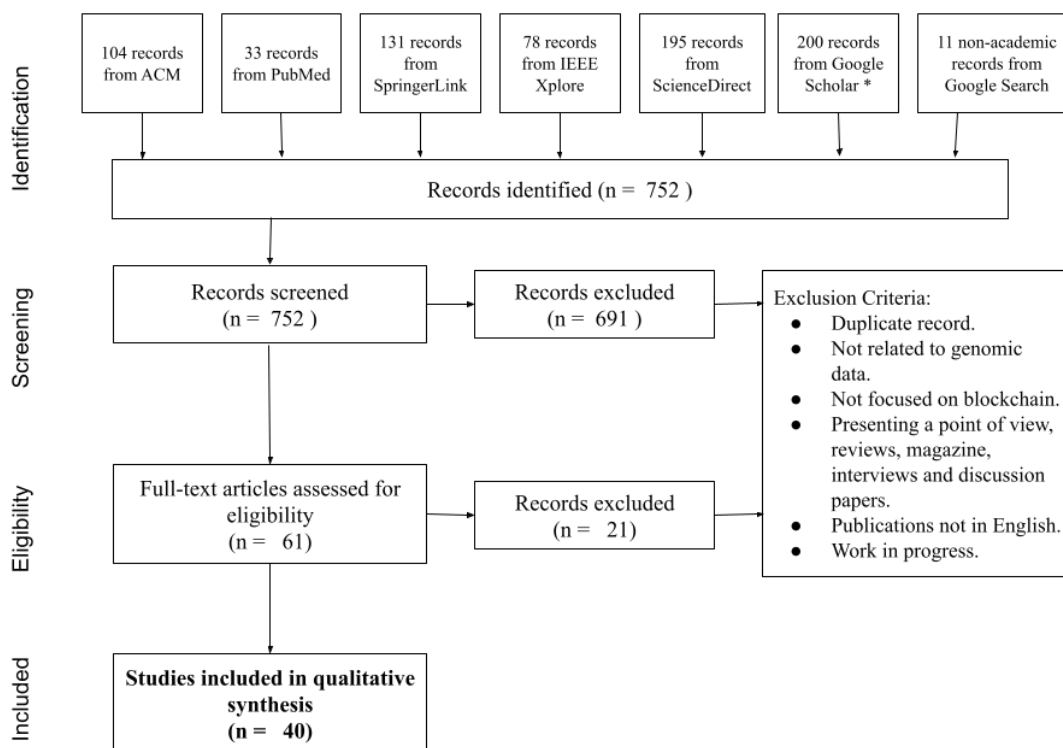 104 records
from ACM
33 records
from PubMed
131 records
from
SpringerLink
78 records
from IEEE
Xplore
195 records
from
ScienceDirect
200 records
from Google
Scholar *
11 non-academic
records from
Google Search
Identification
Records identified (n = 752 )
Screening
Records screened
(n = 752 )
Records excluded
(n = 691 )
Exclusion Criteria:
● Duplicate record.
● Not related to genomic
data.
● Not focused on blockchain.
● Presenting a point of view,
reviews, magazine,
interviews and discussion
papers.
● Publications not in English.
● Work in progress.
Eligibility
Full-text articles assessed for
eligibility
(n = 61)
Records excluded
(n = 21)
Included
Studies included in qualitative
synthesis
(n = 40)